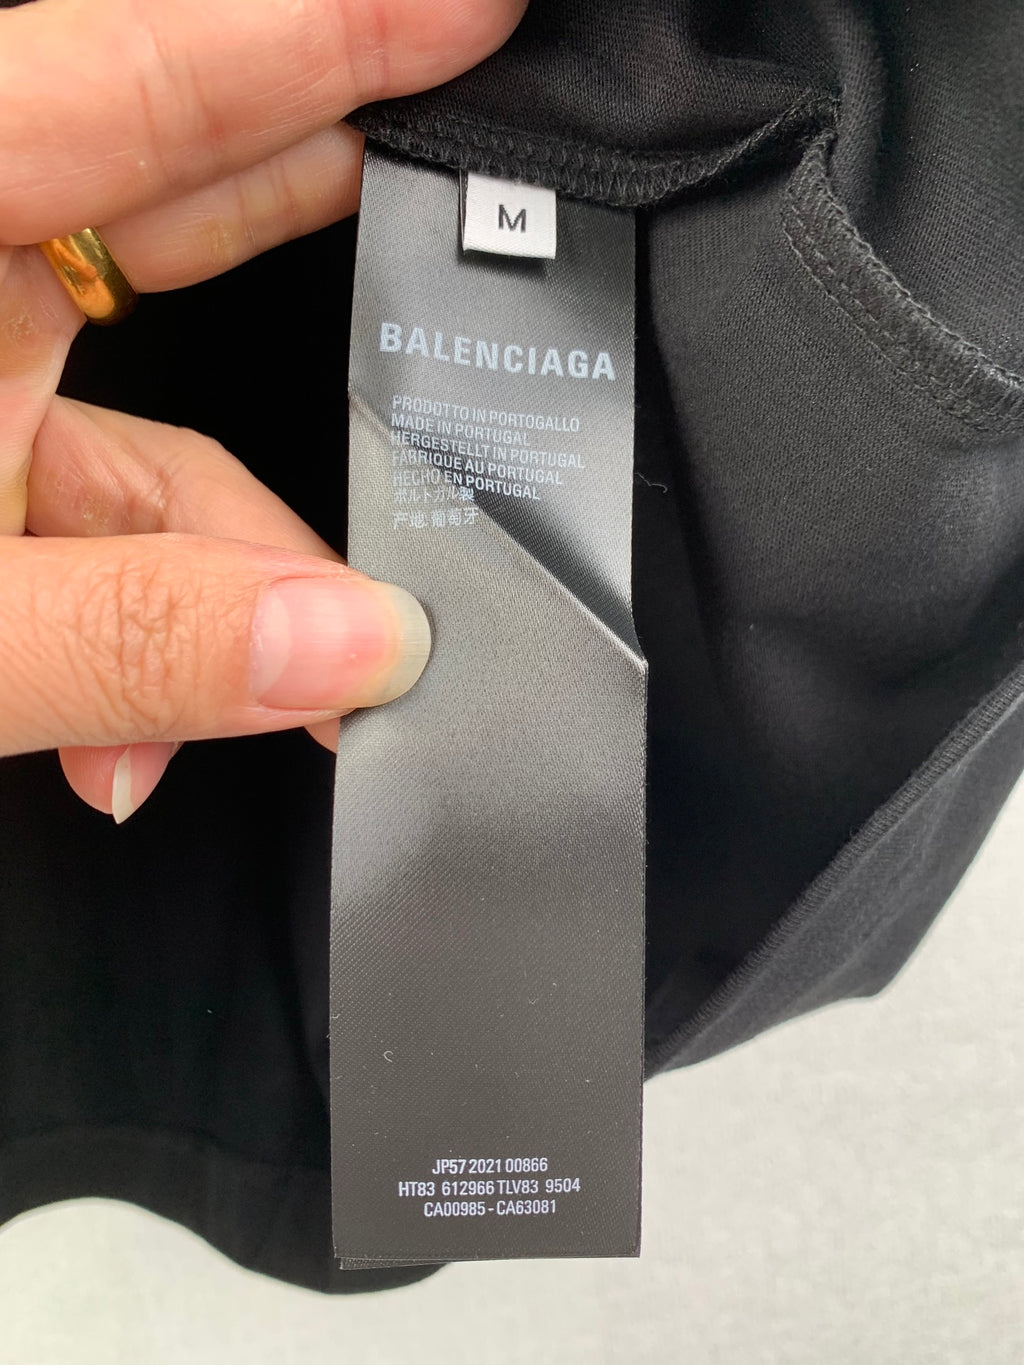 M
BALENCIAGA
PRODOTTO IN PORTOGALLO
MADE IN PORTUGAL
HERGESTELLT IN PORTUGAL
FABRIQUE AU PORTUGAL
HECHO EN PORTUGAL
ポルトガル製
产地:葡萄牙
JP57 2021 00866
HT83 612966 TLV83 9504
CA00985 - CA63081